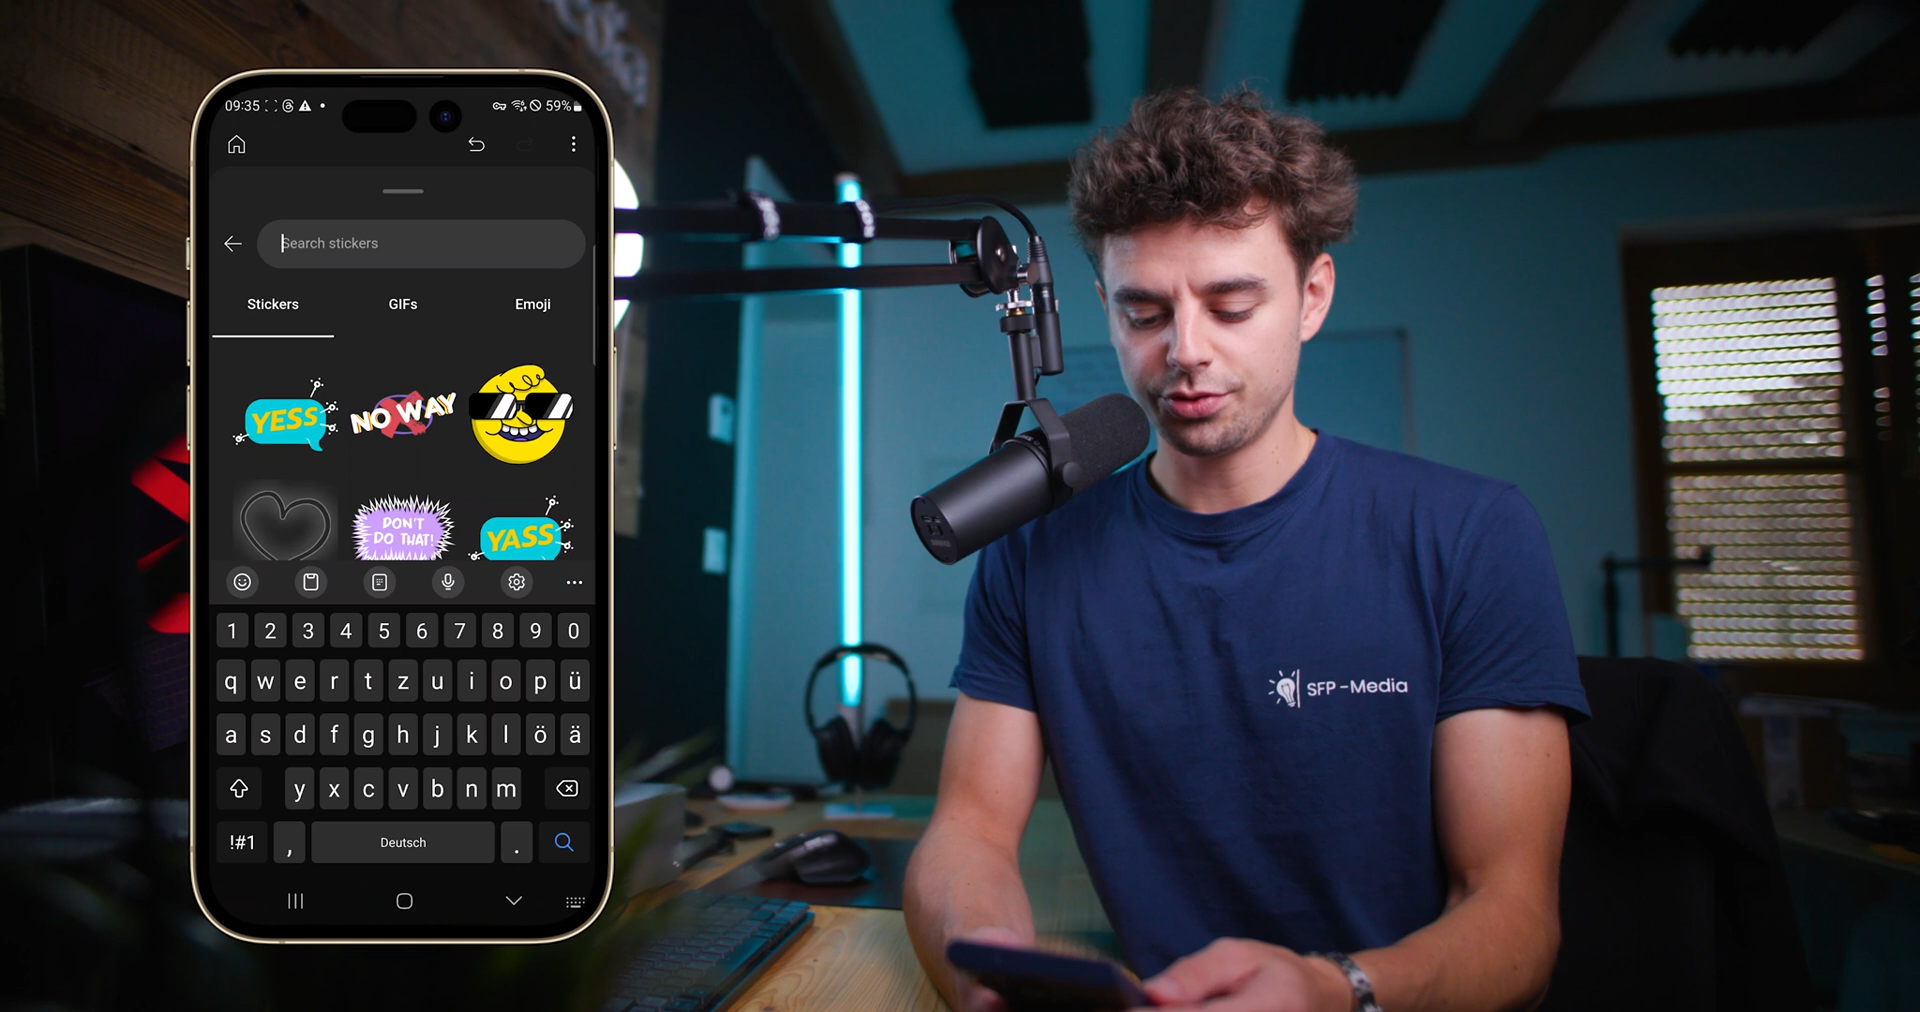 09:35
59%
Search stickers
Stickers GIFs Emoji
YESS
NO WAY
DON'T
DO THAT!
YASS
1 2 3 4 5 6 7 8 9 0
q w e r t z u i o p ü
a s d f g h j k l ö ä
y x c v b n m
!#1 , Deutsch .
SFP-Media